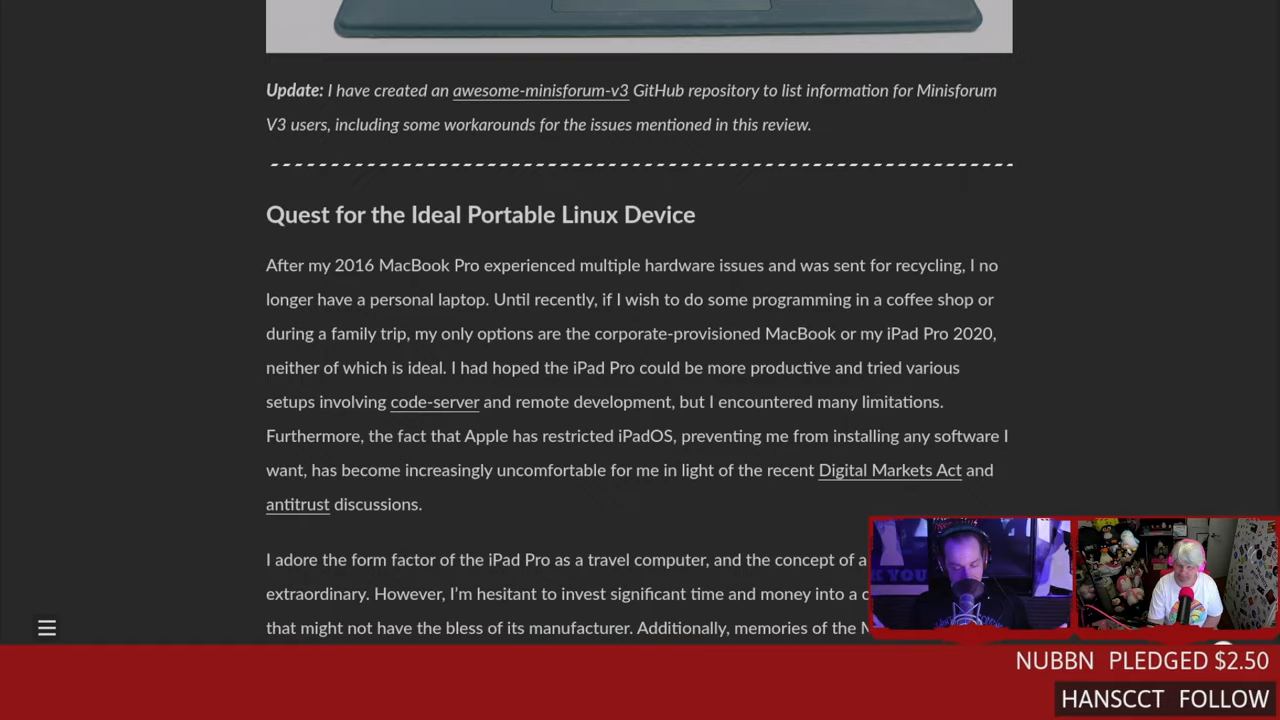 Update: I have created an awesome-minisforum-v3 GitHub repository to list information for Minisforum
V3 users, including some workarounds for the issues mentioned in this review.
Quest for the Ideal Portable Linux Device
After my 2016 MacBook Pro experienced multiple hardware issues and was sent for recycling, I no
longer have a personal laptop. Until recently, if I wish to do some programming in a coffee shop or
during a family trip, my only options are the corporate-provisioned MacBook or my iPad Pro 2020,
neither of which is ideal. I had hoped the iPad Pro could be more productive and tried various
setups involving code-server and remote development, but I encountered many limitations.
Furthermore, the fact that Apple has restricted iPadOS, preventing me from installing any software I
want, has become increasingly uncomfortable for me in light of the recent Digital Markets Act and
antitrust discussions.
I adore the form factor of the iPad Pro as a travel computer, and the concept of a
extraordinary. However, I'm hesitant to invest significant time and money into a
that might not have the bless of its manufacturer. Additionally, memories of the
NUBBN PLEDGED $2.50
HANSCCT FOLLOW